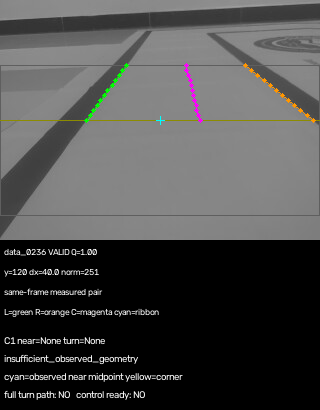 data_0236 VALID Q=1.00
y=120 dx=40.0 norm=251
same-frame measured pair
L=green R=orange C=magenta cyan=ribbon
C1 near=None turn=None
insufficient_observed_geometry
cyan=observed near midpoint yellow=corner
full turn path: NO control ready: NO